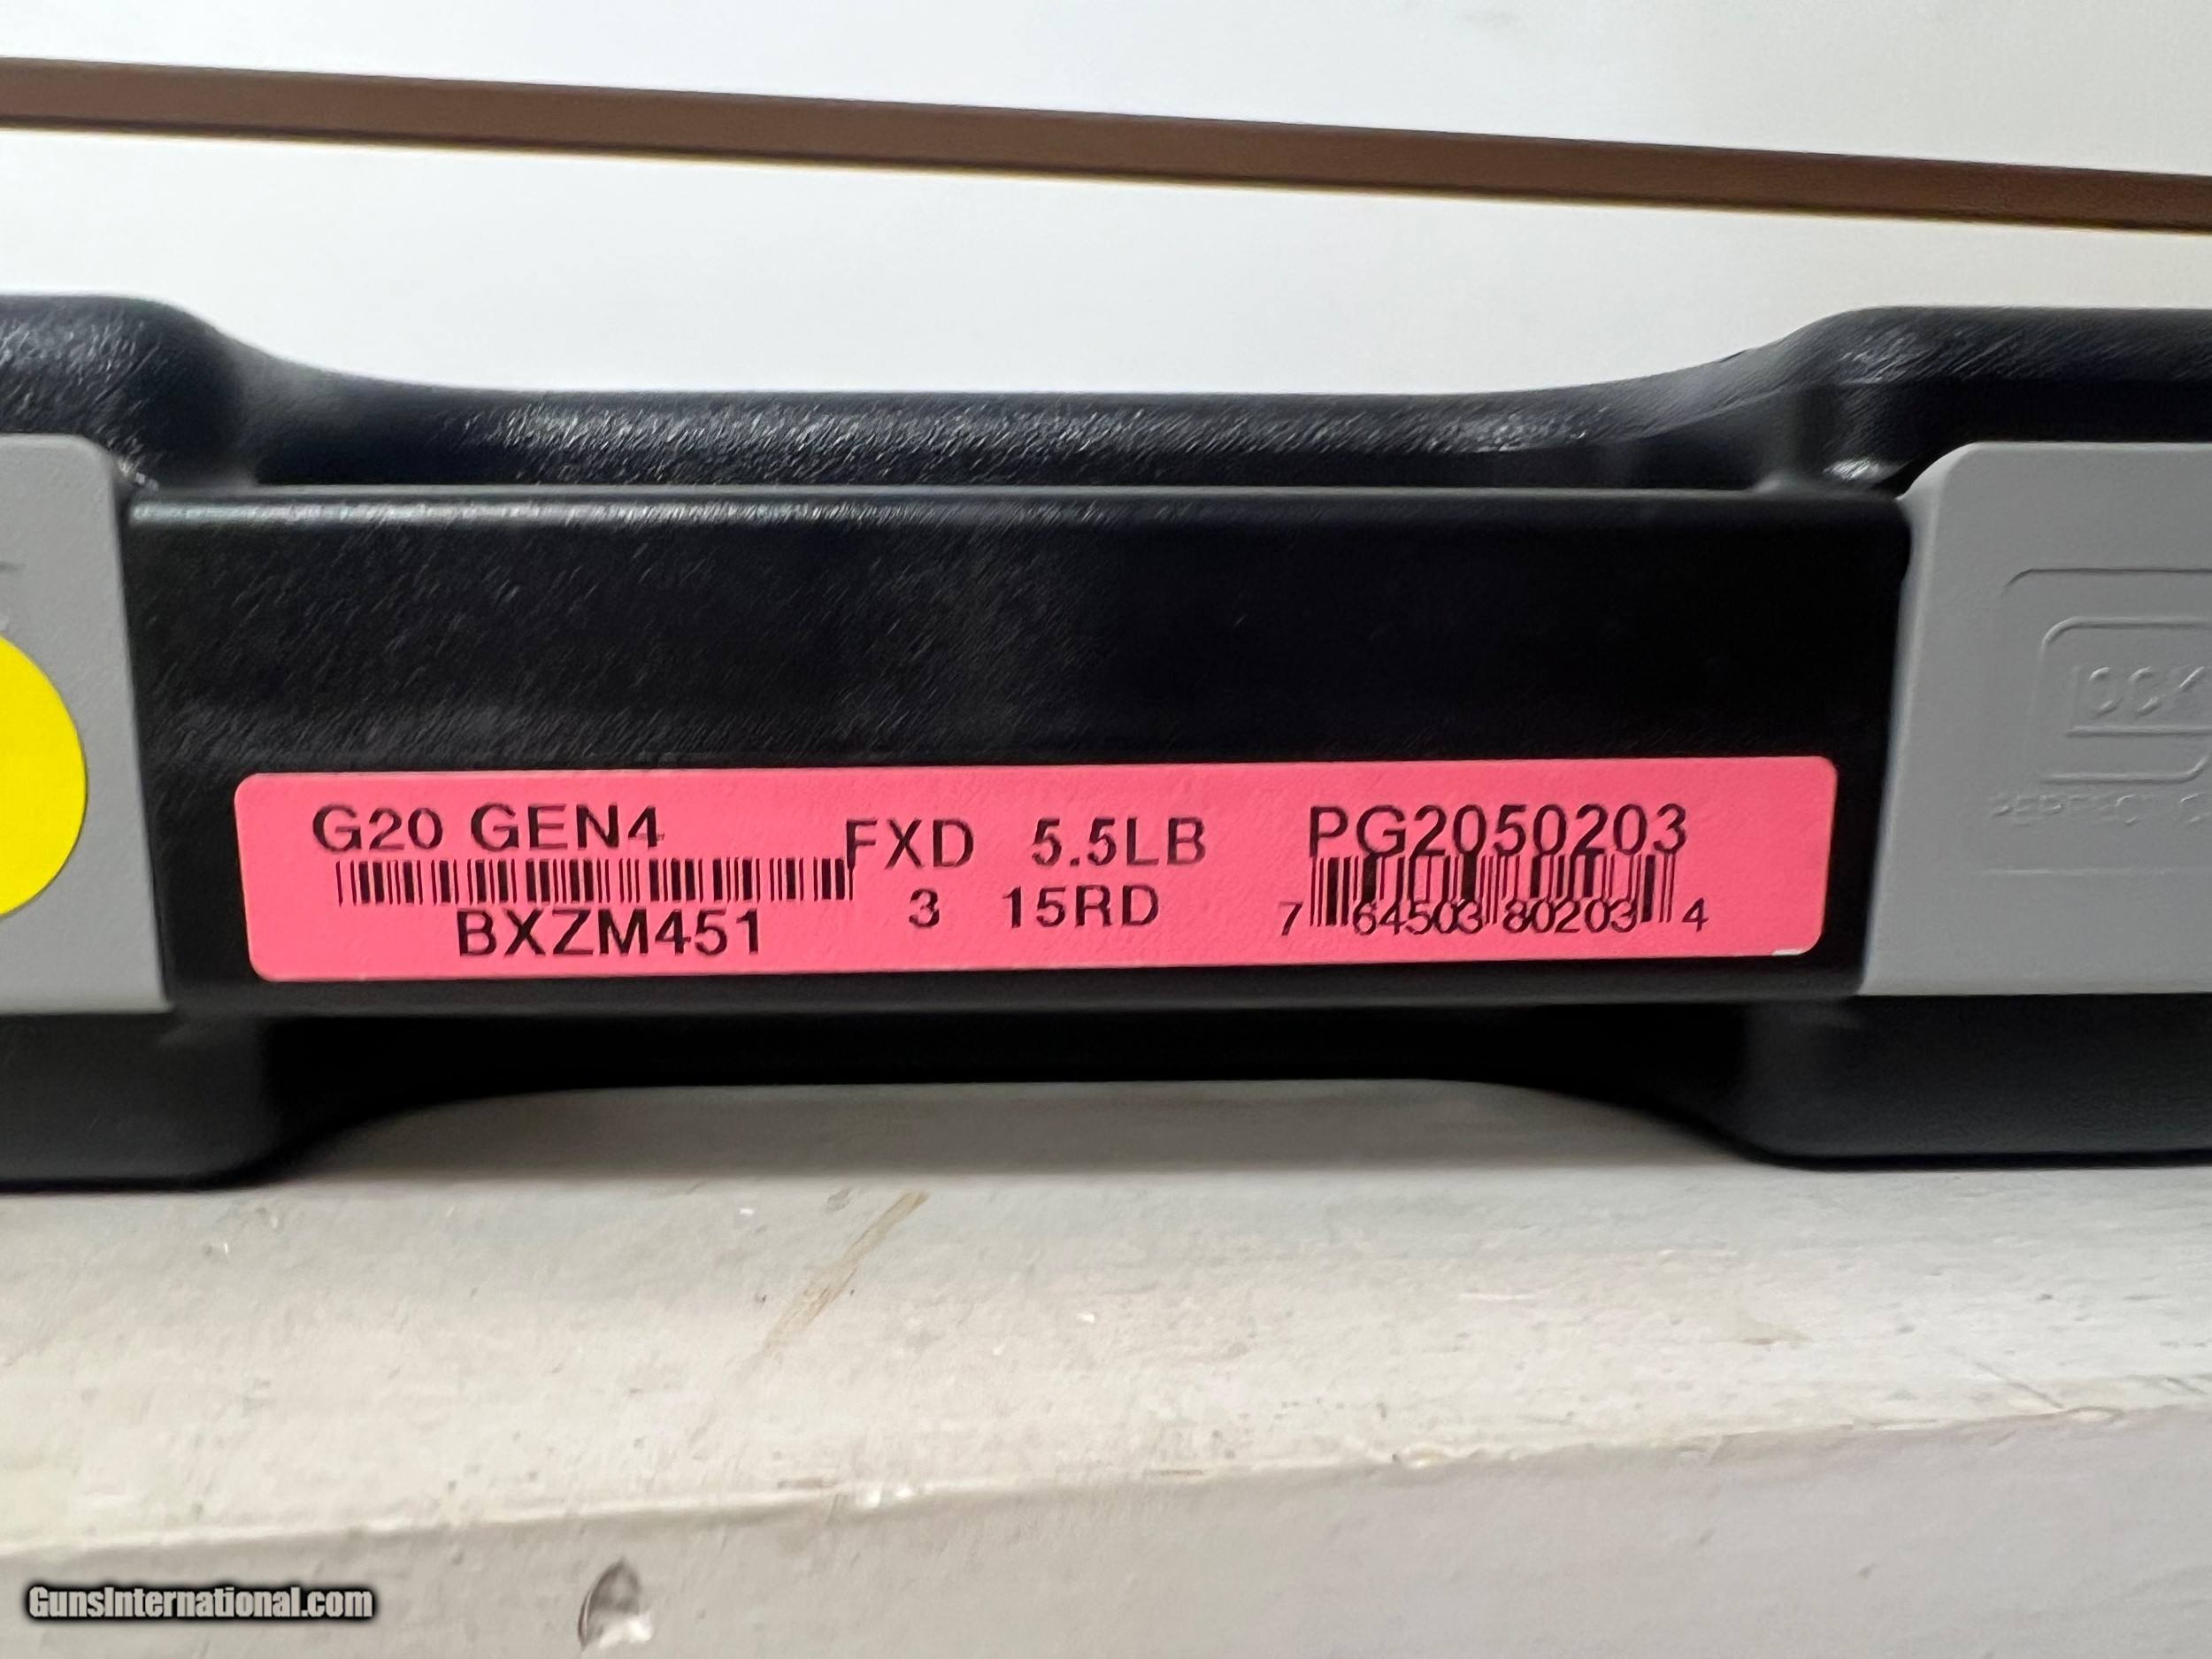 G20 GEN4 FXD 5.5LB PG2050203
BXZM451 3 15RD 7 64503 80203 4
GunsInternational.com